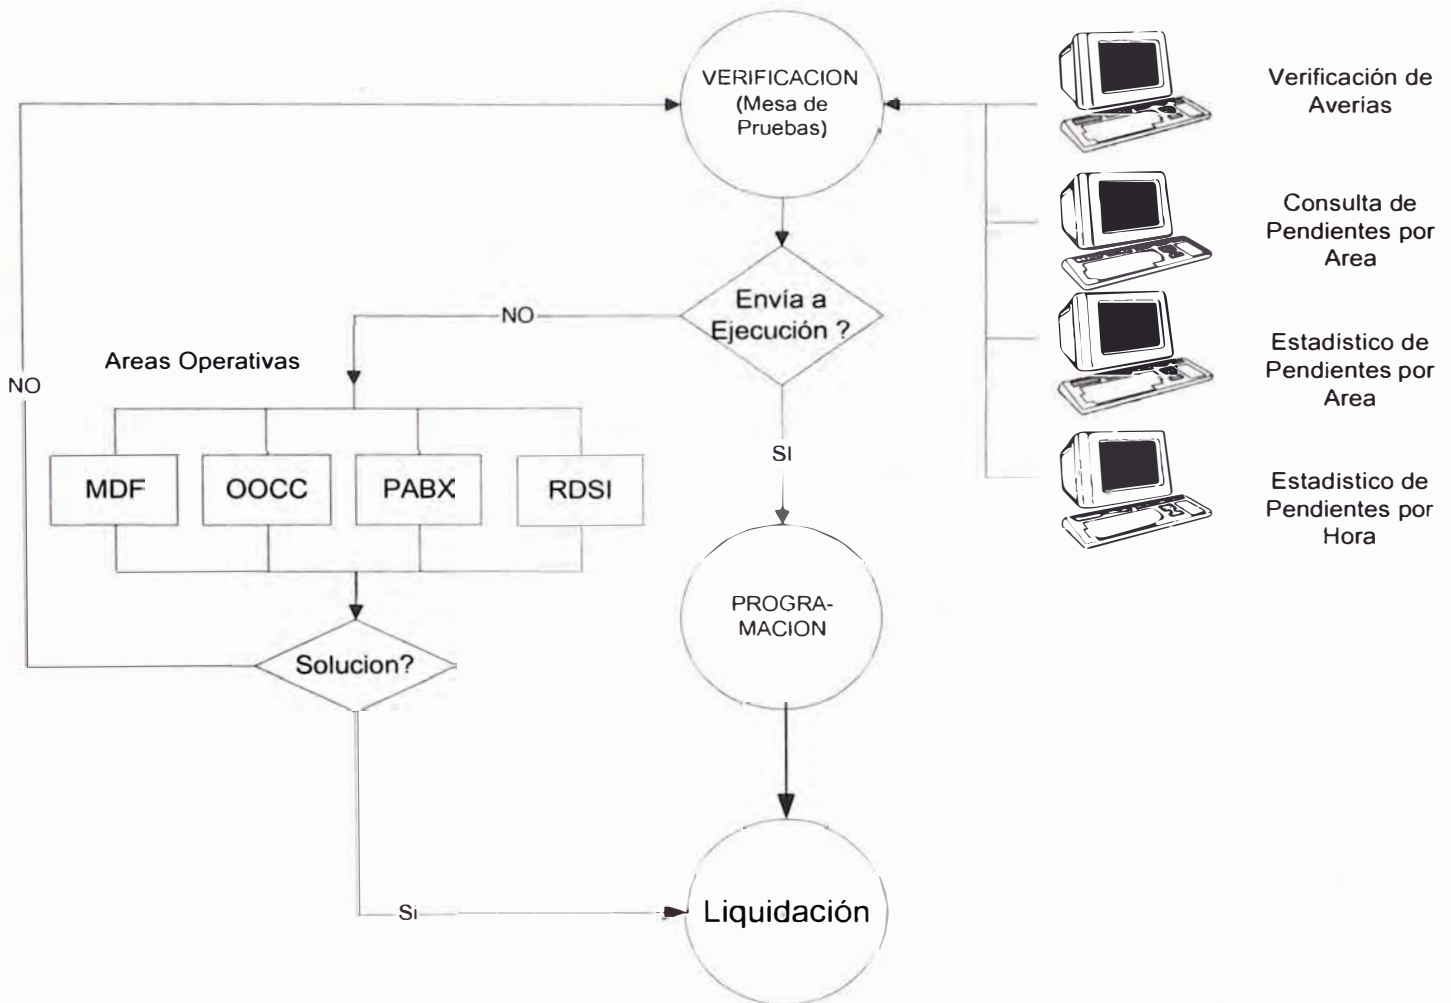 VERIFICACION
(Mesa de
Pruebas)
Verificación de
Averías
Consulta de
Pendientes por
Area
Envía a
Ejecución ?
NO
Estadístico de
Pendientes por
Area
Areas Operativas
NO
SI
MDF
OOCC
PABX
RDSI
Estadístico de
Pendientes por
Hora
PROGRA-
MACION
Solucion?
Si
Liquidación